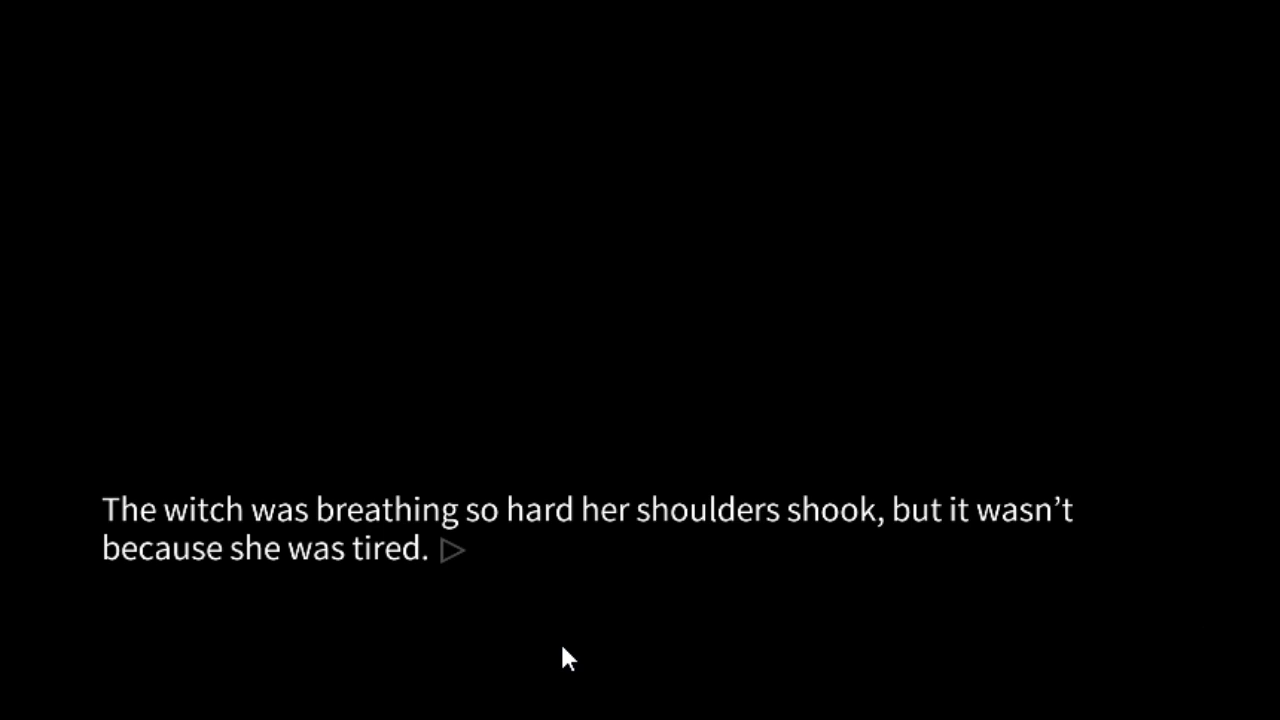 The witch was breathing so hard her shoulders shook, but it wasn’t
because she was tired.